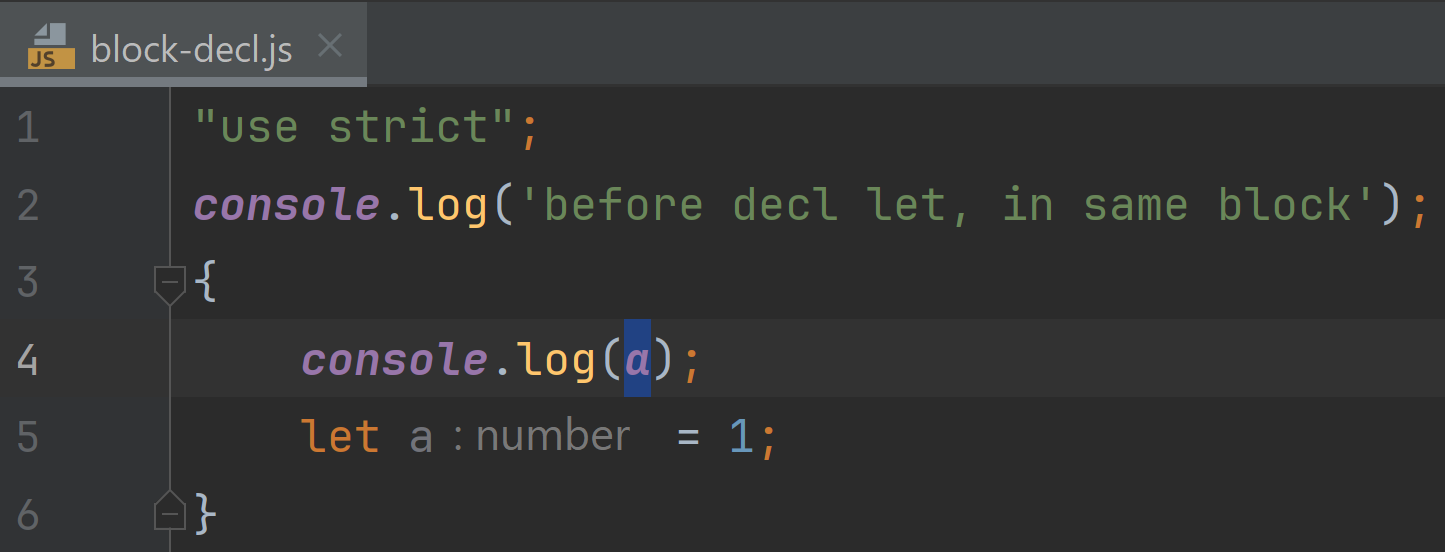 JS block-decl.js
1 "use strict";
2 console.log('before decl let, in same block');
3 {
4     console.log(a);
5     let a : number = 1;
6 }